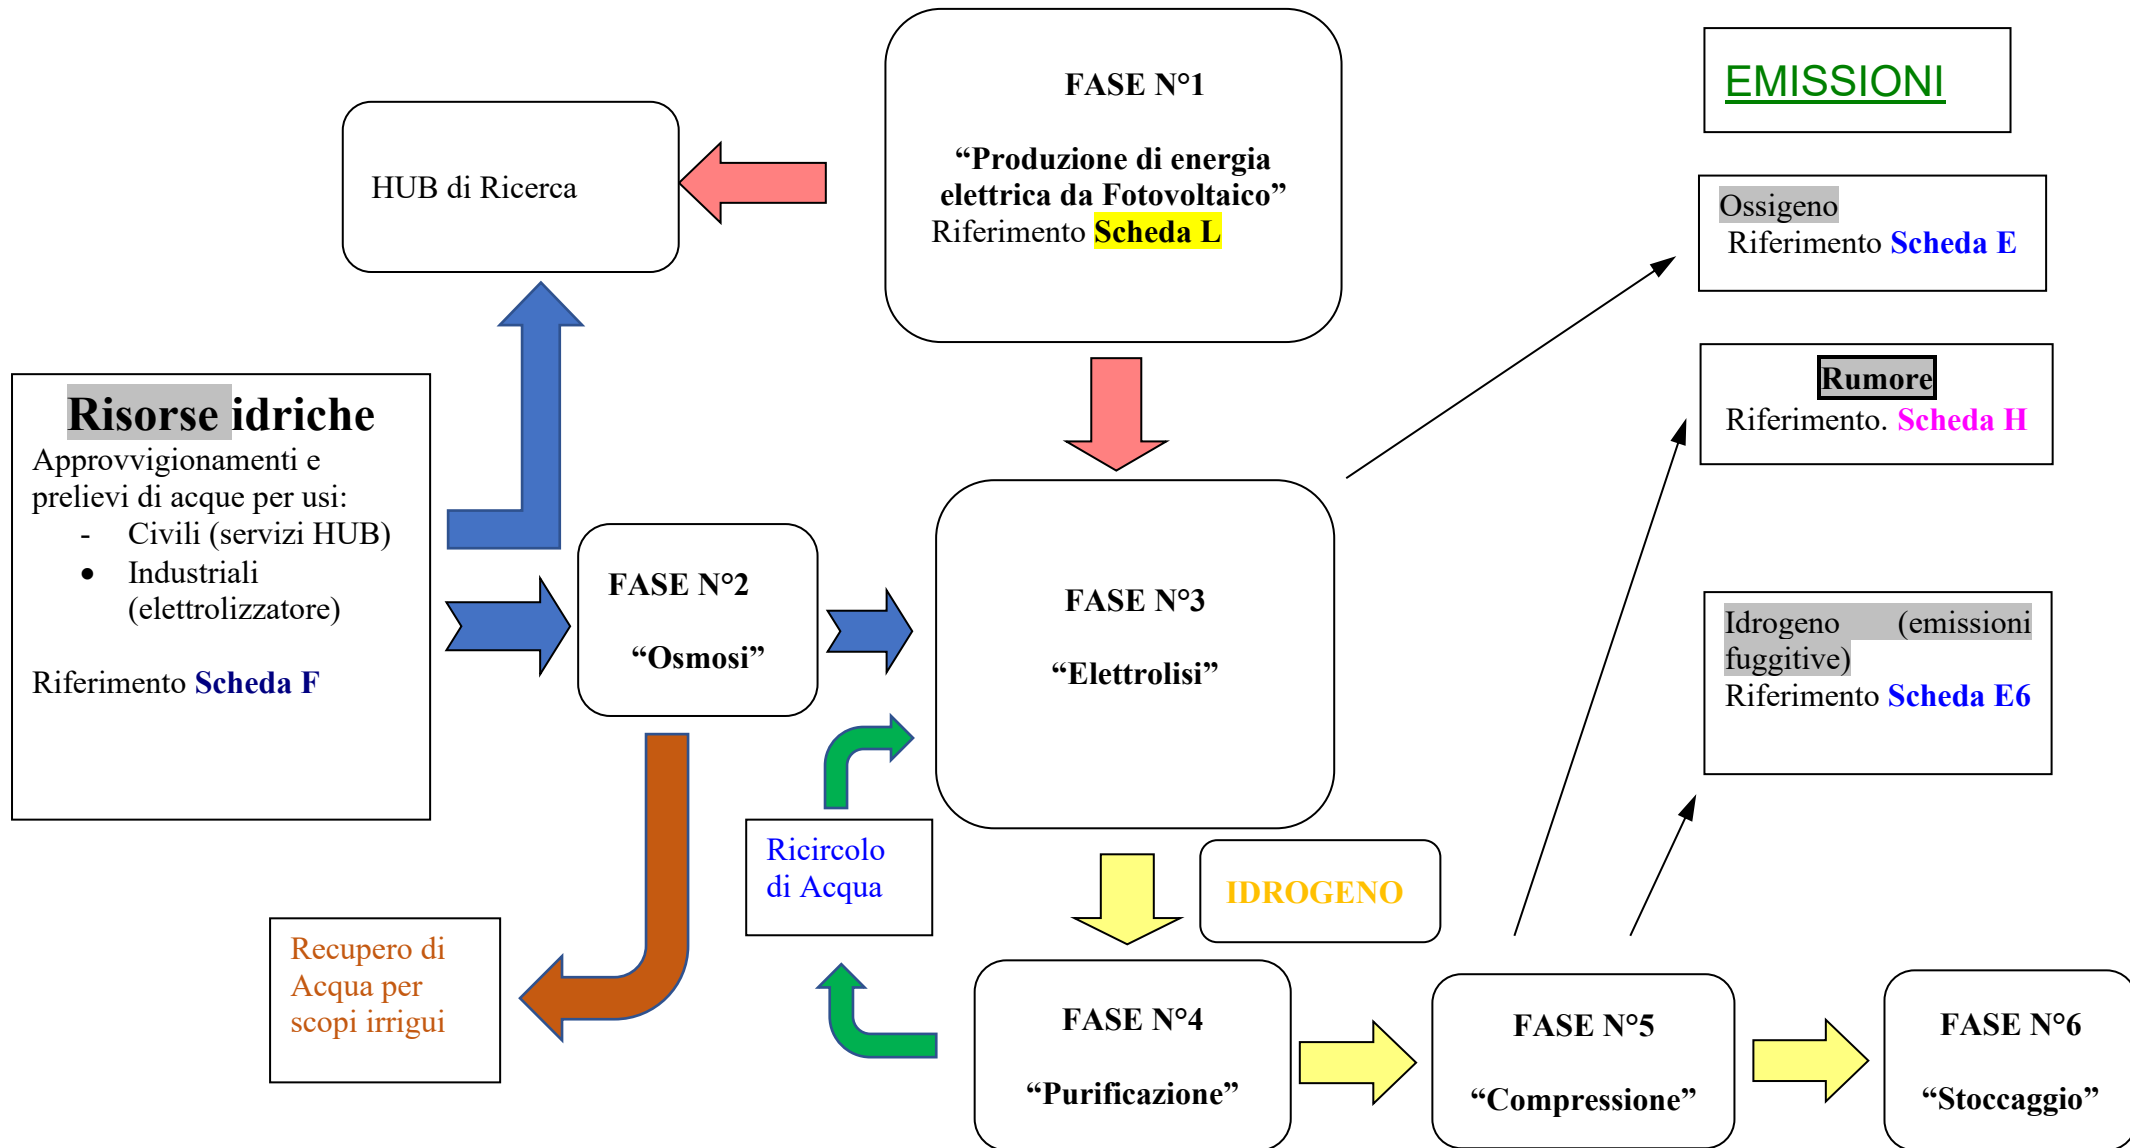 FASE N°1
“Produzione di energia
elettrica da Fotovoltaico”
Riferimento Scheda L
EMISSIONI
HUB di Ricerca
Ossigeno
Riferimento Scheda E
Rumore
Riferimento. Scheda H
Risorse idriche
Approvvigionamenti e
prelievi di acque per usi:
- Civili (servizi HUB)
• Industriali
(elettrolizzatore)
Riferimento Scheda F
FASE N°2
“Osmosi”
FASE N°3
“Elettrolisi”
Idrogeno (emissioni
fuggitive)
Riferimento Scheda E6
Ricircolo
di Acqua
IDROGENO
Recupero di
Acqua per
scopi irrigui
FASE N°4
“Purificazione”
FASE N°5
“Compressione”
FASE N°6
“Stoccaggio”